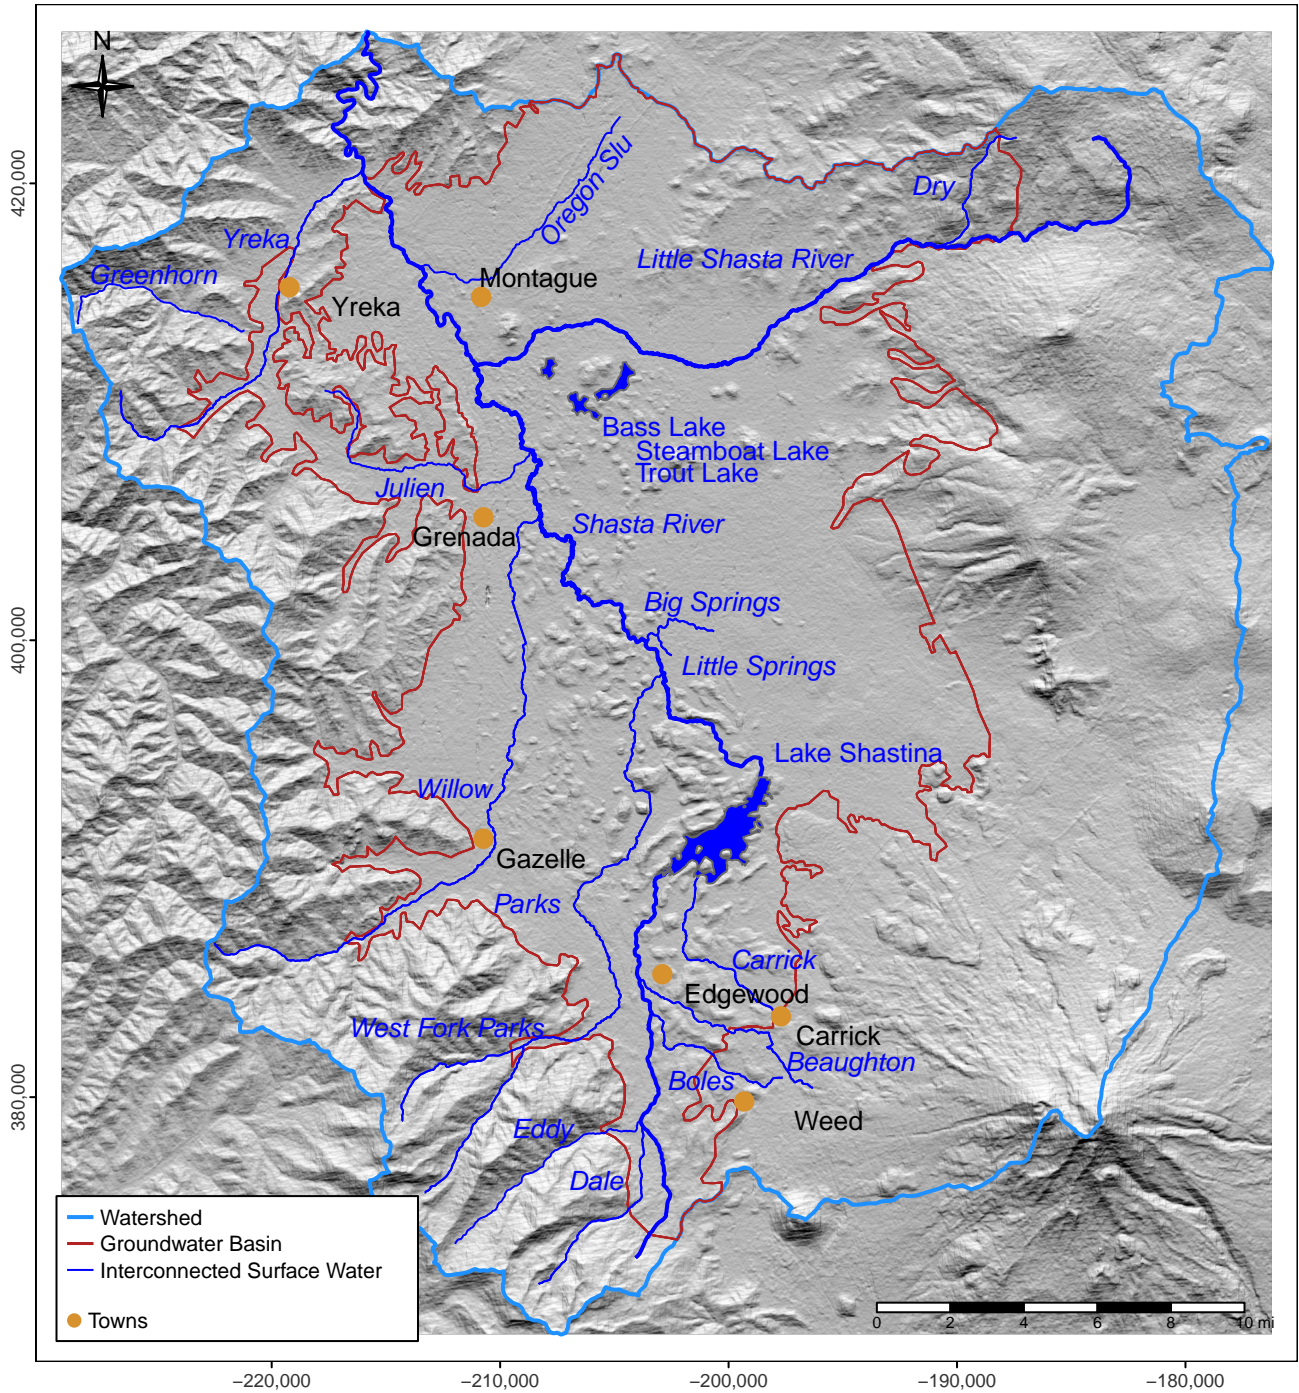 N
420,000
400,000
380,000
Oregon Slu
Dry
Yreka
Little Shasta River
Greenhorn
Montague
Yreka
Bass Lake
Steamboat Lake
Trout Lake
Julien
Shasta River
Grenada
Big Springs
Little Springs
Lake Shastina
Willow
Gazelle
Parks
Carrick
Edgewood
West Fork Parks
Carrick
Beaughton
Boles
Weed
Eddy
Dale
Watershed
Groundwater Basin
Interconnected Surface Water
Towns
0 2 4 6 8 10 mi
−220,000 −210,000 −200,000 −190,000 −180,000